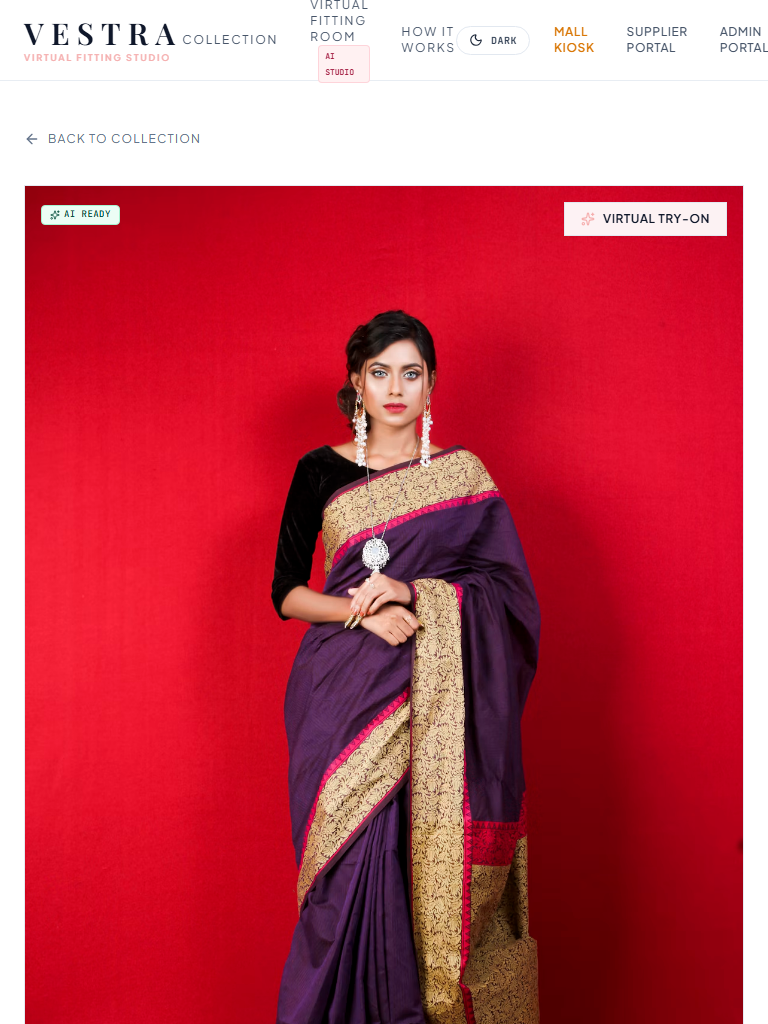 VESTRA
VIRTUAL FITTING STUDIO
COLLECTION
VIRTUAL
FITTING
ROOM
AI
STUDIO
HOW IT
WORKS
DARK
MALL
KIOSK
SUPPLIER
PORTAL
ADMIN
PORTAL
BACK TO COLLECTION
AI READY
VIRTUAL TRY-ON